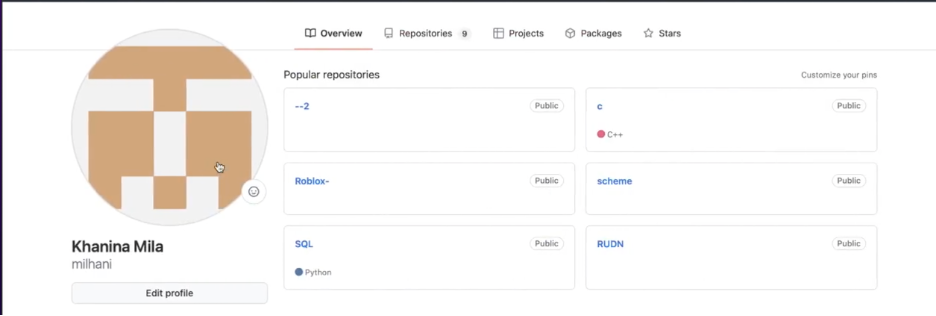 Overview Repositories 9 Projects Packages Stars
Popular repositories Customize your pins
--2 Public
c Public
C++
Roblox- Public
scheme Public
SQL Public
Python
RUDN Public
Khanina Mila
milhani
Edit profile